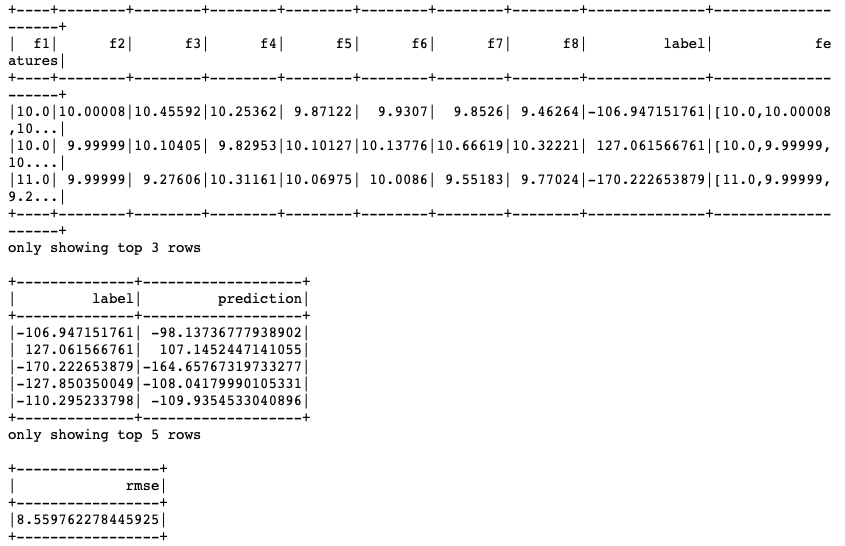 +----+--------+--------+--------+--------+--------+--------+--------+--------------+--------------
------+
|  f1|      f2|      f3|      f4|      f5|      f6|      f7|      f8|         label|            fe
atures|
+----+--------+--------+--------+--------+--------+--------+--------+--------------+--------------
------+
|10.0|10.00008|10.45592|10.25362| 9.87122|  9.9307|  9.8526| 9.46264|-106.947151761|[10.0,10.00008
,10...|
|10.0| 9.99999|10.10405| 9.82953|10.10127|10.13776|10.66619|10.32221| 127.061566761|[10.0,9.99999,
10....|
|11.0| 9.99999| 9.27606|10.31161|10.06975| 10.0086| 9.55183| 9.77024|-170.222653879|[11.0,9.99999,
9.2...|
+----+--------+--------+--------+--------+--------+--------+--------+--------------+--------------
------+
only showing top 3 rows
+--------------+-------------------+
|         label|         prediction|
+--------------+-------------------+
|-106.947151761| -98.13736777938902|
| 127.061566761|  107.1452447141055|
|-170.222653879|-164.65767319733277|
|-127.850350049|-108.04179990105331|
|-110.295233798| -109.9354533040896|
+--------------+-------------------+
only showing top 5 rows
+-----------------+
|             rmse|
+-----------------+
|8.559762278445925|
+-----------------+